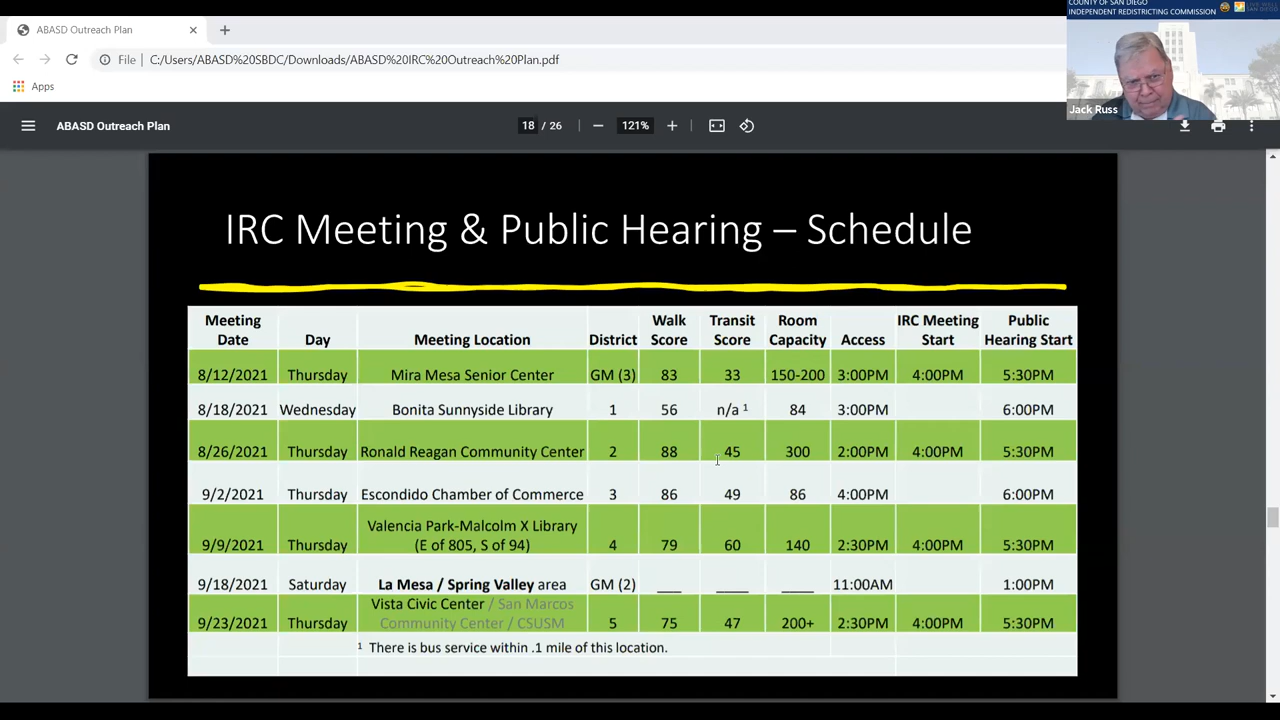 ABASD Outreach Plan
File C:/Users/ABASD%20SBDC/Downloads/ABASD%20IRC%20Outreach%20Plan.pdf
Apps
COUNTY OF SAN DIEGO
INDEPENDENT REDISTRICTING COMMISSION
LIVE WELL
SAN DIEGO
Jack Russ
ABASD Outreach Plan 18 / 26 121%
IRC Meeting & Public Hearing – Schedule
Meeting Date Day Meeting Location District Walk Score Transit Score Room Capacity Access IRC Meeting Start Public Hearing Start
8/12/2021 Thursday Mira Mesa Senior Center GM (3) 83 33 150-200 3:00PM 4:00PM 5:30PM
8/18/2021 Wednesday Bonita Sunnyside Library 1 56 n/a ¹ 84 3:00PM 6:00PM
8/26/2021 Thursday Ronald Reagan Community Center 2 88 45 300 2:00PM 4:00PM 5:30PM
9/2/2021 Thursday Escondido Chamber of Commerce 3 86 49 86 4:00PM 6:00PM
9/9/2021 Thursday Valencia Park-Malcolm X Library (E of 805, S of 94) 4 79 60 140 2:30PM 4:00PM 5:30PM
9/18/2021 Saturday La Mesa / Spring Valley area GM (2) ___ ____ ____ 11:00AM 1:00PM
9/23/2021 Thursday Vista Civic Center / San Marcos Community Center / CSUSM 5 75 47 200+ 2:30PM 4:00PM 5:30PM
¹ There is bus service within .1 mile of this location.